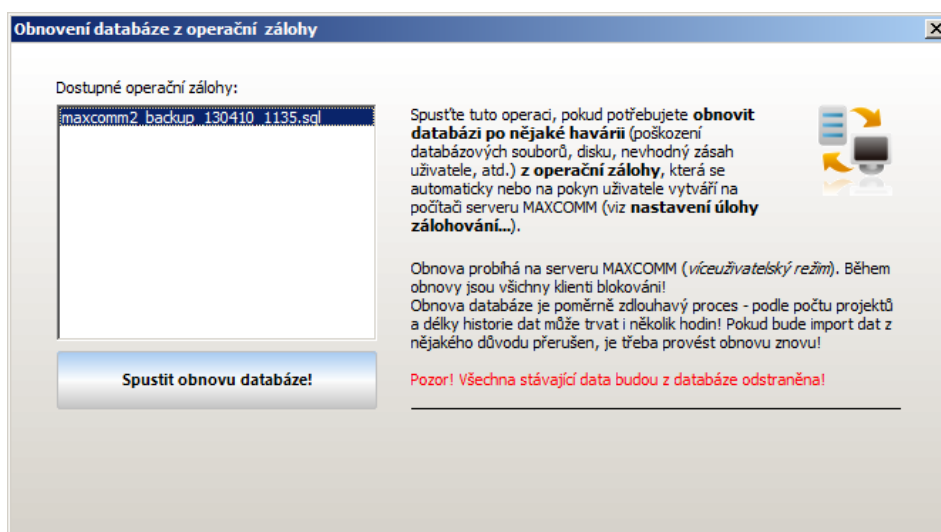 Obnovení databáze z operační zálohy
Dostupné operační zálohy:
maxcomm2_backup_130410_1135.sql
Spustit obnovu databáze!
Spusťte tuto operaci, pokud potřebujete obnovit
databázi po nějaké havárii (poškození
databázových souborů, disku, nevhodný zásah
uživatele, atd.) z operační zálohy, která se
automaticky nebo na pokyn uživatele vytváří na
počítači serveru MAXCOMM (viz nastavení úlohy
zálohování...).
Obnova probíhá na serveru MAXCOMM (víceuživatelský režim). Během
obnovy jsou všichny klienti blokováni!
Obnova databáze je poměrně zdlouhavý proces - podle počtu projektů
a délky historie dat může trvat i několik hodin! Pokud bude import dat z
nějakého důvodu přerušen, je třeba provést obnovu znovu!
Pozor! Všechna stávající data budou z databáze odstraněna!